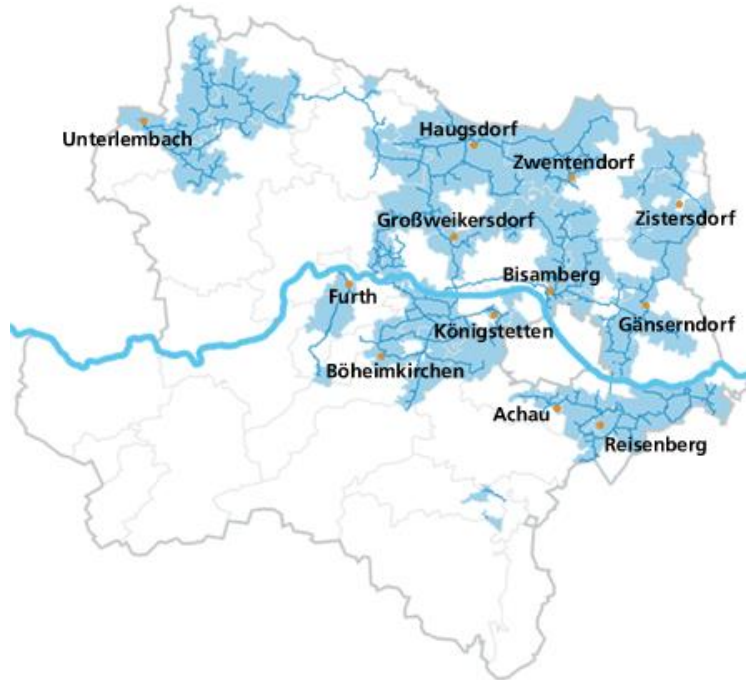 Haugsdorf
Unterlembach
Zwentendorf
Großweikersdorf
Zistersdorf
Bisamberg
Furth
Königstetten
Gänserndorf
Böheimkirchen
Achau
Reisenberg